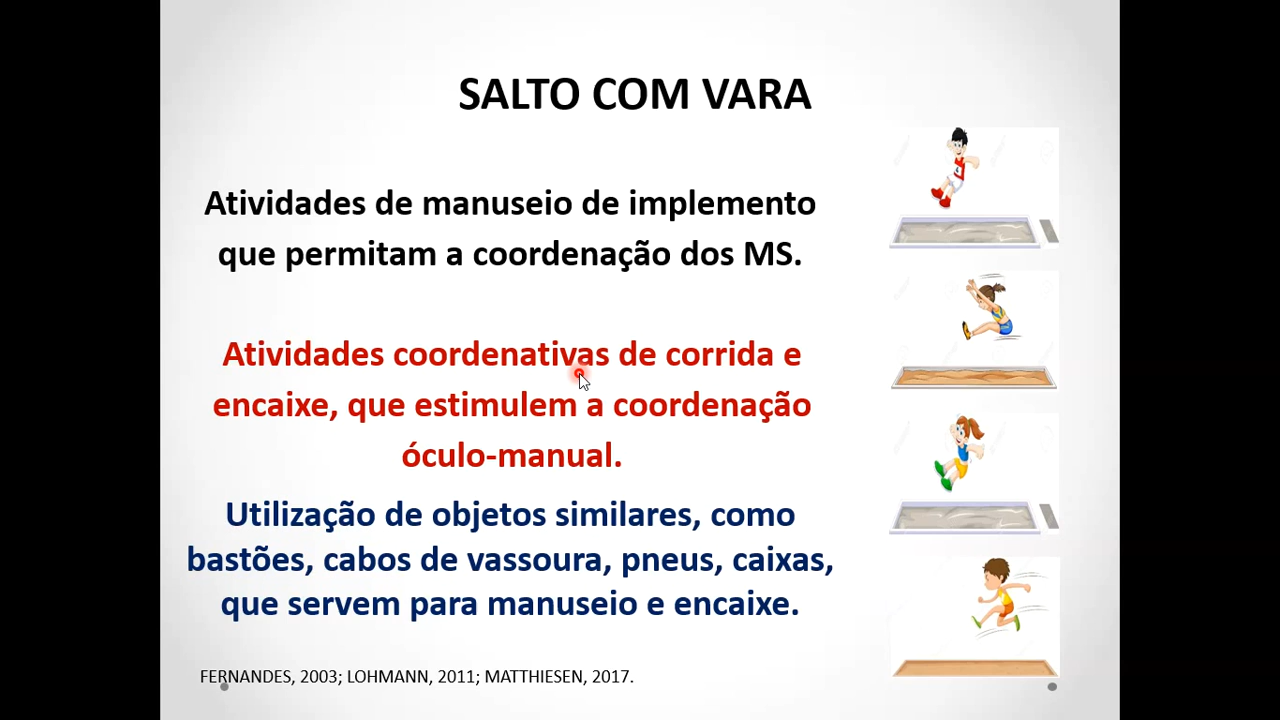 SALTO COM VARA
Atividades de manuseio de implemento
que permitam a coordenação dos MS.
Atividades coordenativas de corrida e
encaixe, que estimulem a coordenação
óculo-manual.
Utilização de objetos similares, como
bastões, cabos de vassoura, pneus, caixas,
que servem para manuseio e encaixe.
FERNANDES, 2003; LOHMANN, 2011; MATTHIESEN, 2017.